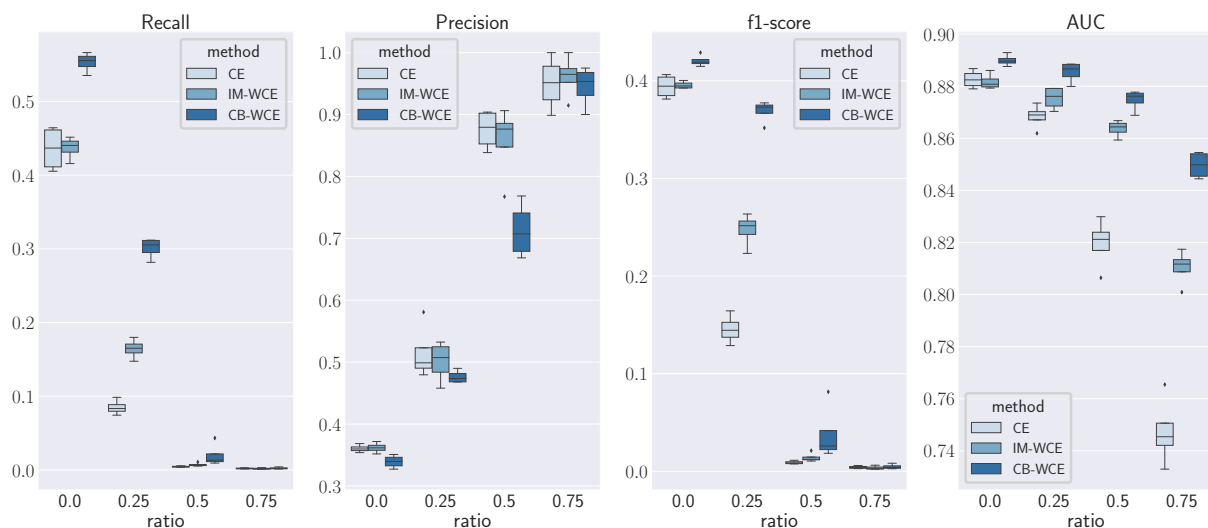 Recall
method
CE
IM-WCE
CB-WCE
0.5
0.4
0.3
0.2
0.1
0.0
0.0 0.25 0.5 0.75
ratio
Precision
method
CE
IM-WCE
CB-WCE
1.0
0.9
0.8
0.7
0.6
0.5
0.4
0.3
0.0 0.25 0.5 0.75
ratio
f1-score
method
CE
IM-WCE
CB-WCE
0.4
0.3
0.2
0.1
0.0
0.0 0.25 0.5 0.75
ratio
AUC
0.90
0.88
0.86
0.84
0.82
0.80
0.78
0.76
0.74
method
CE
IM-WCE
CB-WCE
0.0 0.25 0.5 0.75
ratio